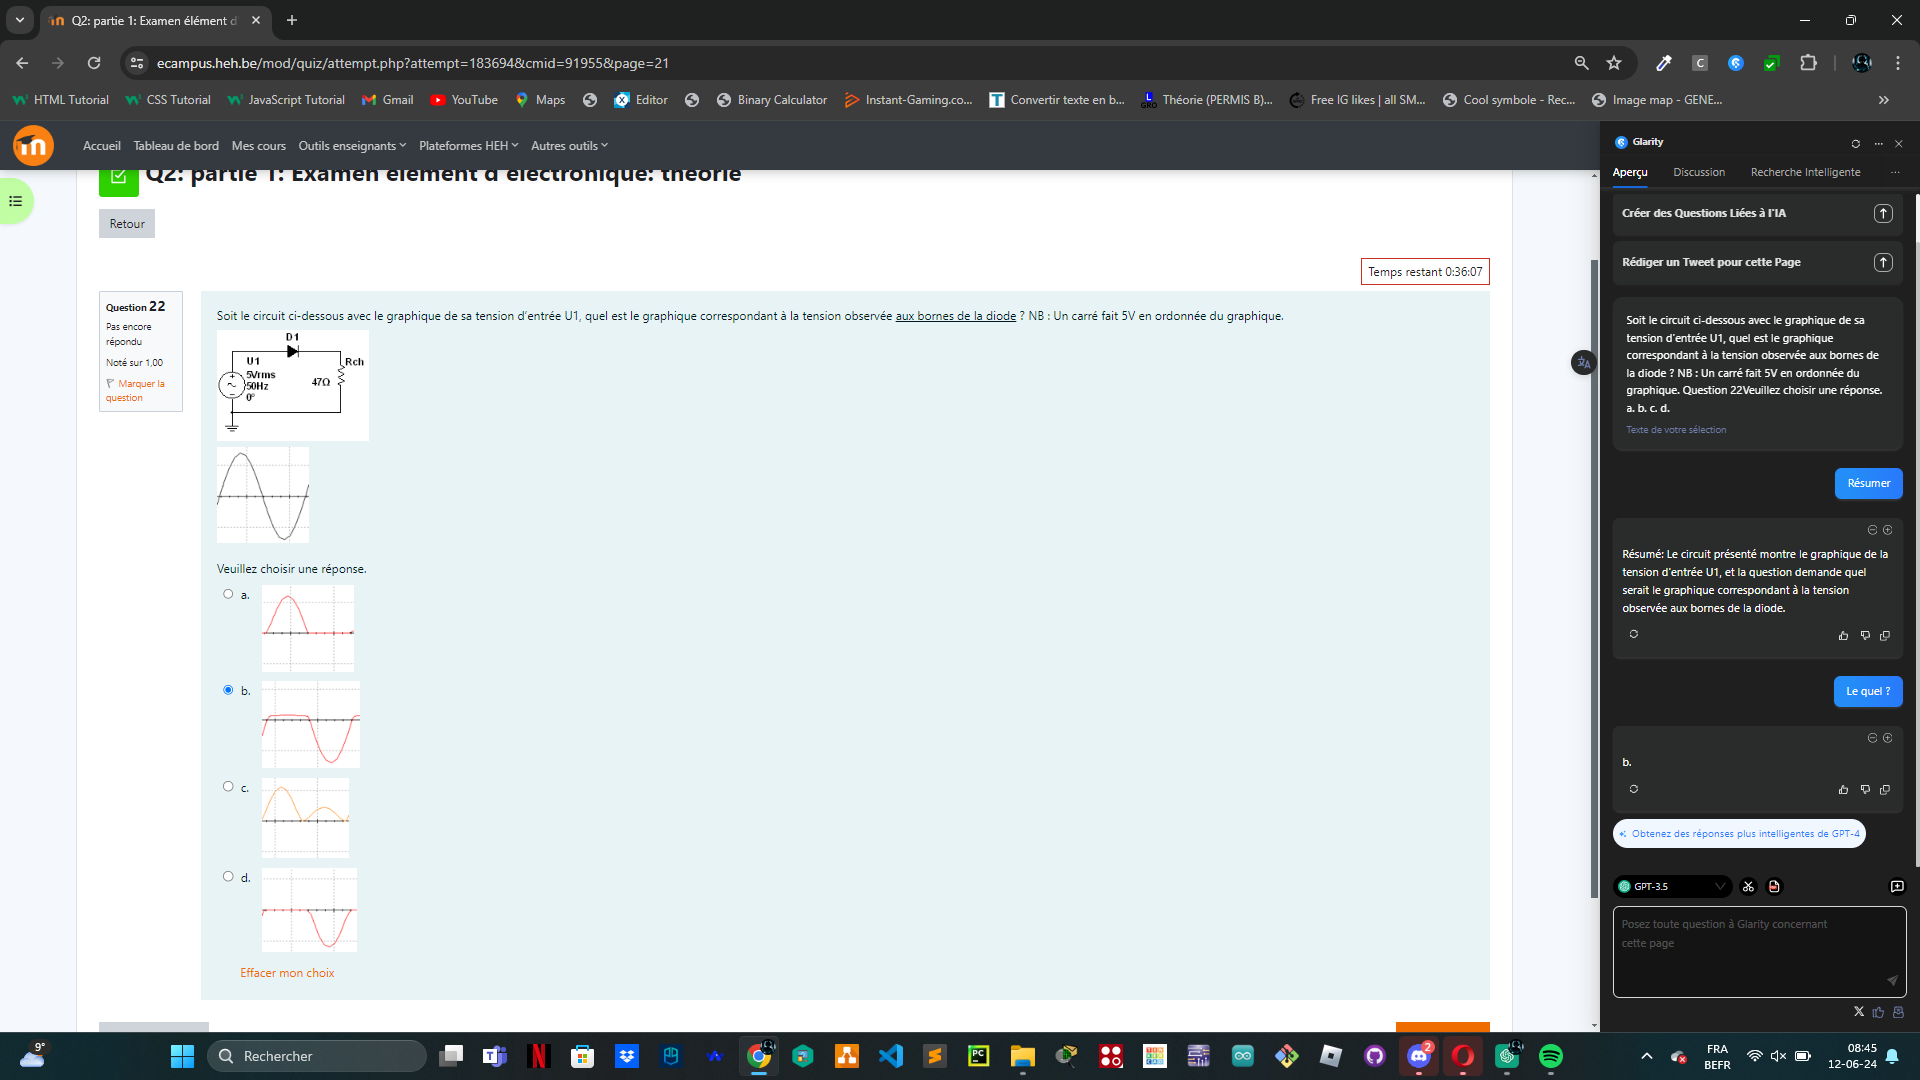 Q2: partie 1: Examen élément d
ecampus.heh.be/mod/quiz/attempt.php?attempt=183694&cmid=91955&page=21
HTML Tutorial
CSS Tutorial
JavaScript Tutorial
Gmail
YouTube
Maps
Editor
Binary Calculator
Instant-Gaming.co...
Convertir texte en b...
Théorie (PERMIS B)...
Free IG likes | all SM...
Cool symbole - Rec...
Image map - GENE...
Accueil
Tableau de bord
Mes cours
Outils enseignants
Plateformes HEH
Autres outils
Q2: partie 1: Examen élément d'électronique: théorie
Retour
Temps restant 0:36:07
Question 22
Pas encore
répondu
Noté sur 1,00
Marquer la
question
Soit le circuit ci-dessous avec le graphique de sa tension d'entrée U1, quel est le graphique correspondant à la tension observée aux bornes de la diode ? NB : Un carré fait 5V en ordonnée du graphique.
D1
U1
5Vrms
50Hz
0°
Rch
47Ω
Veuillez choisir une réponse.
a.
b.
c.
d.
Effacer mon choix
Glarity
Aperçu
Discussion
Recherche Intelligente
Créer des Questions Liées à l'IA
Rédiger un Tweet pour cette Page
Soit le circuit ci-dessous avec le graphique de sa
tension d'entrée U1, quel est le graphique
correspondant à la tension observée aux bornes de
la diode ? NB : Un carré fait 5V en ordonnée du
graphique. Question 22Veuillez choisir une réponse.
a. b. c. d.
Texte de votre sélection
Résumer
Résumé: Le circuit présenté montre le graphique de la
tension d'entrée U1, et la question demande quel
serait le graphique correspondant à la tension
observée aux bornes de la diode.
Le quel ?
b.
Obtenez des réponses plus intelligentes de GPT-4
GPT-3.5
Posez toute question à Glarity concernant
cette page
9°
Rechercher
2
FRA
BEFR
08:45
12-06-24